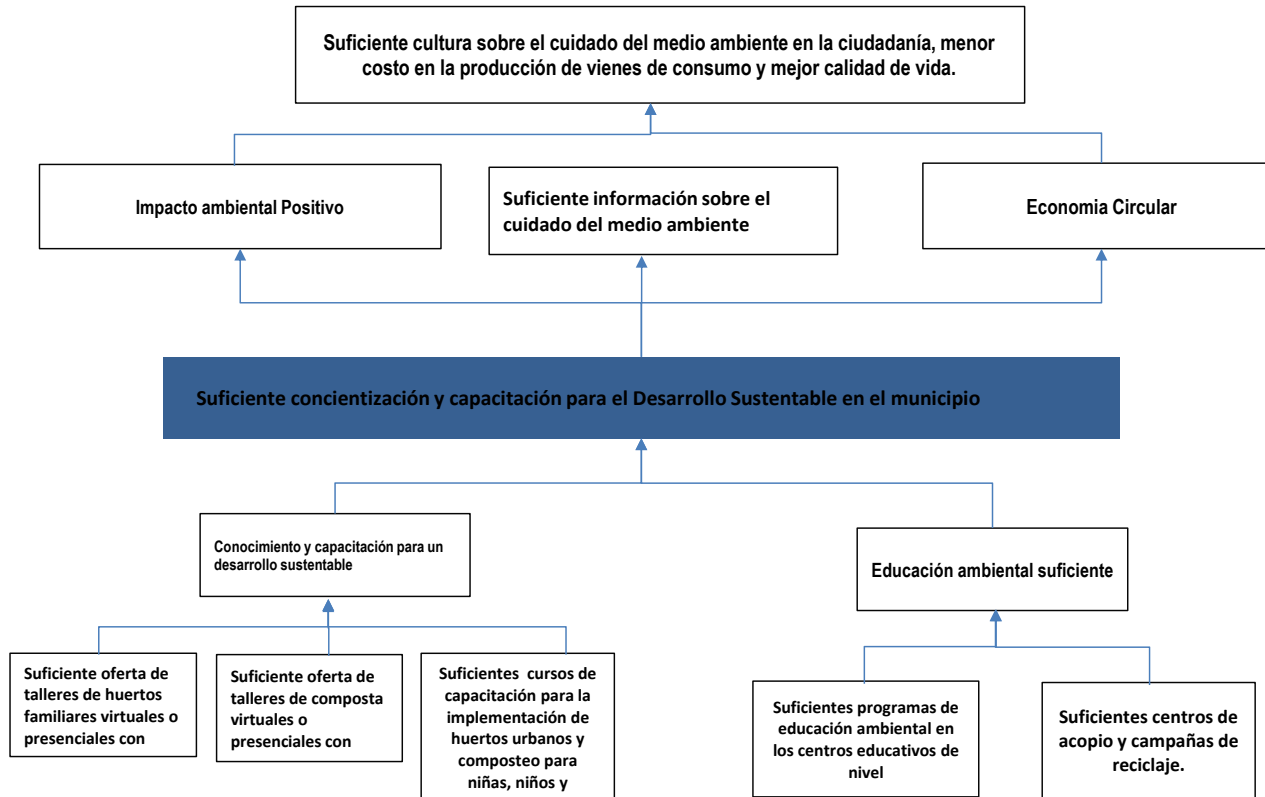 Suficiente cultura sobre el cuidado del medio ambiente en la ciudadanía, menor
costo en la producción de vienes de consumo y mejor calidad de vida.
Impacto ambiental Positivo
Suficiente información sobre el
cuidado del medio ambiente
Economia Circular
Suficiente concientización y capacitación para el Desarrollo Sustentable en el municipio
Conocimiento y capacitación para un
desarrollo sustentable
Educación ambiental suficiente
Suficiente oferta de
talleres de huertos
familiares virtuales o
presenciales con
Suficiente oferta de
talleres de composta
virtuales o
presenciales con
Suficientes cursos de
capacitación para la
implementación de
huertos urbanos y
composteo para
niñas, niños y
Suficientes programas de
educación ambiental en
los centros educativos de
nivel
Suficientes centros de
acopio y campañas de
reciclaje.